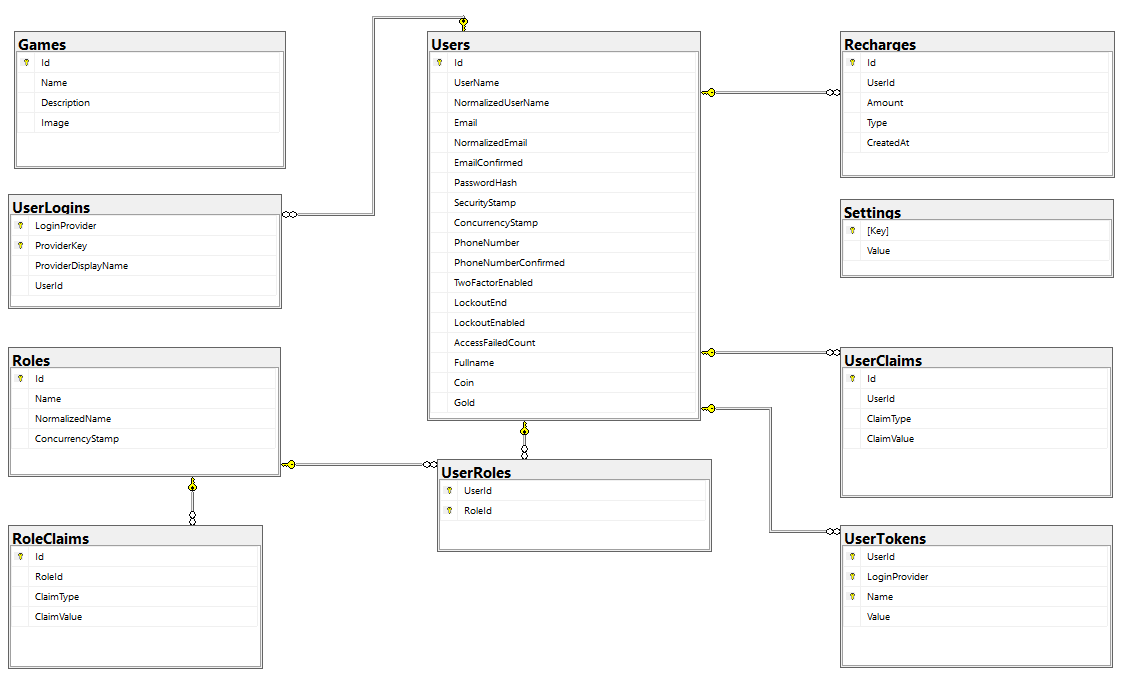 Games
Id
Name
Description
Image
UserLogins
LoginProvider
ProviderKey
ProviderDisplayName
UserId
Roles
Id
Name
NormalizedName
ConcurrencyStamp
RoleClaims
Id
RoleId
ClaimType
ClaimValue
Users
Id
UserName
NormalizedUserName
Email
NormalizedEmail
EmailConfirmed
PasswordHash
SecurityStamp
ConcurrencyStamp
PhoneNumber
PhoneNumberConfirmed
TwoFactorEnabled
LockoutEnd
LockoutEnabled
AccessFailedCount
Fullname
Coin
Gold
UserRoles
UserId
RoleId
Recharges
Id
UserId
Amount
Type
CreatedAt
Settings
[Key]
Value
UserClaims
Id
UserId
ClaimType
ClaimValue
UserTokens
UserId
LoginProvider
Name
Value